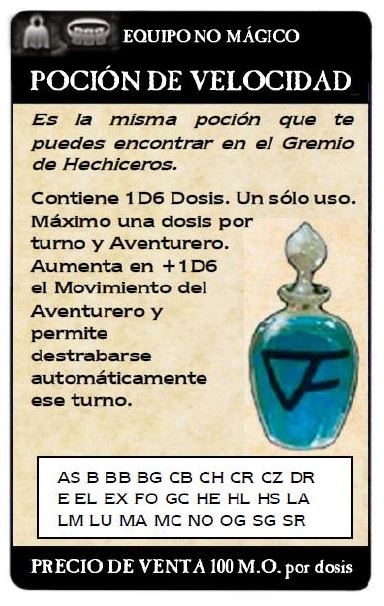 EQUIPO NO MÁGICO
POCIÓN DE VELOCIDAD
Es la misma poción que te
puedes encontrar en el Gremio
de Hechiceros.
Contiene 1D6 Dosis. Un sólo uso.
Máximo una dosis por
turno y Aventurero.
Aumenta en +1D6
el Movimiento del
Aventurero y
permite
destrabarse
automáticamente
ese turno.
AS B BB BG CB CH CR CZ DR
E EL EX FO GC HE HL HS LA
LM LU MA MC NO OG SG SR
PRECIO DE VENTA 100 M.O. por dosis